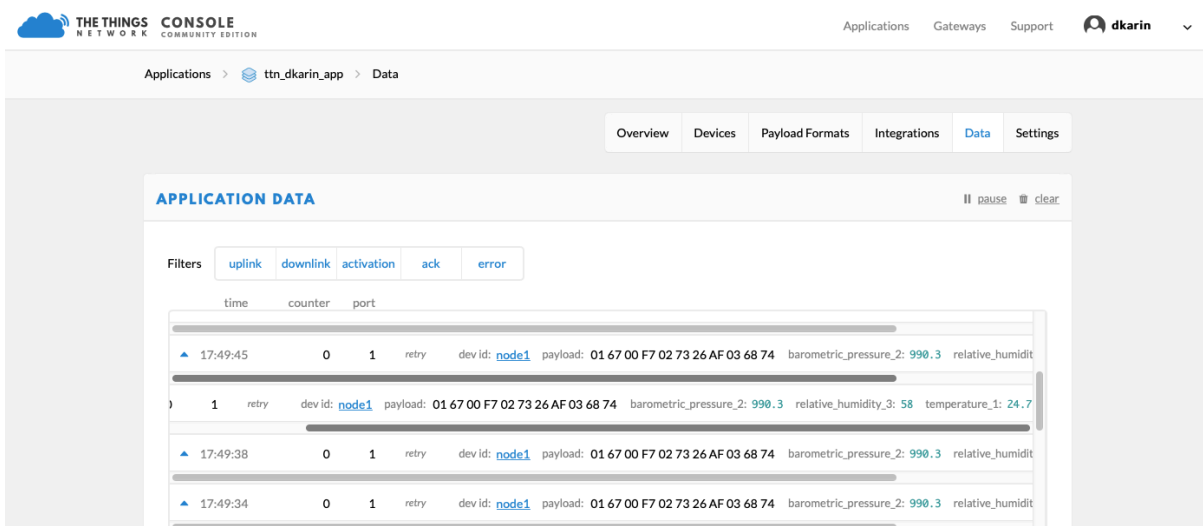 THE THINGS CONSOLE
NETWORK COMMUNITY EDITION
Applications Gateways Support dkarin
Applications > ttn_dkarin_app > Data
Overview Devices Payload Formats Integrations Data Settings
APPLICATION DATA
pause clear
Filters uplink downlink activation ack error
time counter port
17:49:45 0 1 retry dev id: node1 payload: 01 67 00 F7 02 73 26 AF 03 68 74 barometric_pressure_2: 990.3 relative_humidit
1 retry dev id: node1 payload: 01 67 00 F7 02 73 26 AF 03 68 74 barometric_pressure_2: 990.3 relative_humidity_3: 58 temperature_1: 24.7
17:49:38 0 1 retry dev id: node1 payload: 01 67 00 F7 02 73 26 AF 03 68 74 barometric_pressure_2: 990.3 relative_humidit
17:49:34 0 1 retry dev id: node1 payload: 01 67 00 F7 02 73 26 AF 03 68 74 barometric_pressure_2: 990.3 relative_humidit